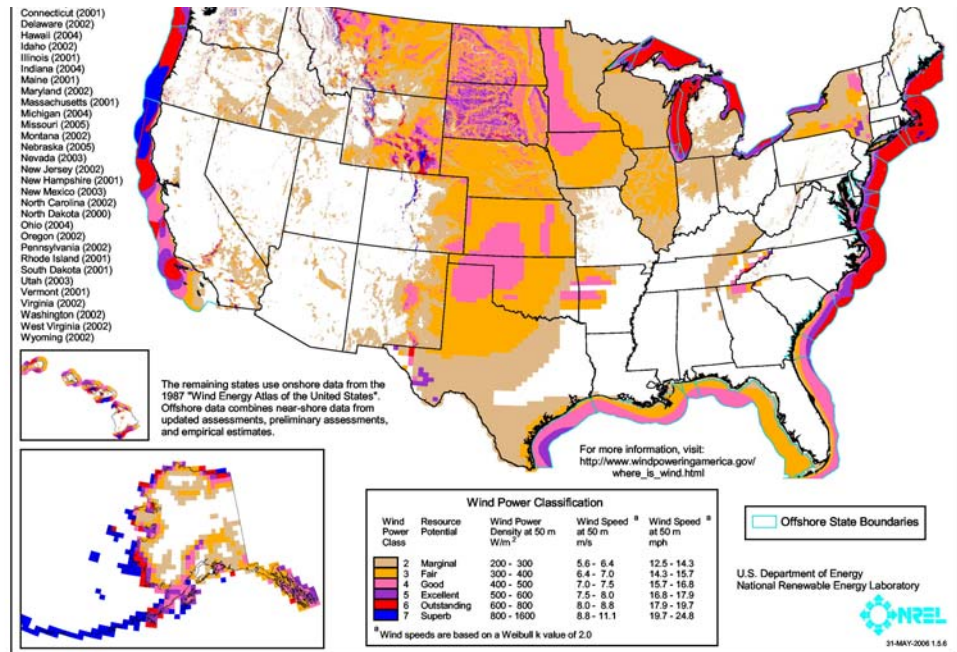 Connecticut (2001)
Delaware (2002)
Hawaii (2004)
Idaho (2002)
Illinois (2001)
Indiana (2004)
Maine (2001)
Maryland (2002)
Massachusetts (2001)
Michigan (2004)
Missouri (2005)
Montana (2002)
Nebraska (2005)
Nevada (2003)
New Jersey (2002)
New Hampshire (2001)
New Mexico (2003)
North Carolina (2002)
North Dakota (2000)
Ohio (2004)
Oregon (2002)
Pennsylvania (2002)
Rhode Island (2001)
South Dakota (2001)
Utah (2003)
Vermont (2001)
Virginia (2002)
Washington (2002)
West Virginia (2002)
Wyoming (2002)
The remaining states use onshore data from the
1987 "Wind Energy Atlas of the United States".
Offshore data combines near-shore data from
updated assessments, preliminary assessments,
and empirical estimates.
For more information, visit:
http://www.windpoweringamerica.gov/
where_is_wind.html
Wind Power Classification
Wind Resource Wind Power Wind Speed a Wind Speed a
Power Potential Density at 50 m at 50 m at 50 m
Class W/m 2 m/s mph
2 Marginal 200 - 300 5.6 - 6.4 12.5 - 14.3
3 Fair 300 - 400 6.4 - 7.0 14.3 - 15.7
4 Good 400 - 500 7.0 - 7.5 15.7 - 16.8
5 Excellent 500 - 600 7.5 - 8.0 16.8 - 17.9
6 Outstanding 600 - 800 8.0 - 8.8 17.9 - 19.7
7 Superb 800 - 1600 8.8 - 11.1 19.7 - 24.8
a Wind speeds are based on a Weibull k value of 2.0
Offshore State Boundaries
U.S. Department of Energy
National Renewable Energy Laboratory
NREL
31-MAY-2006 1.5.6